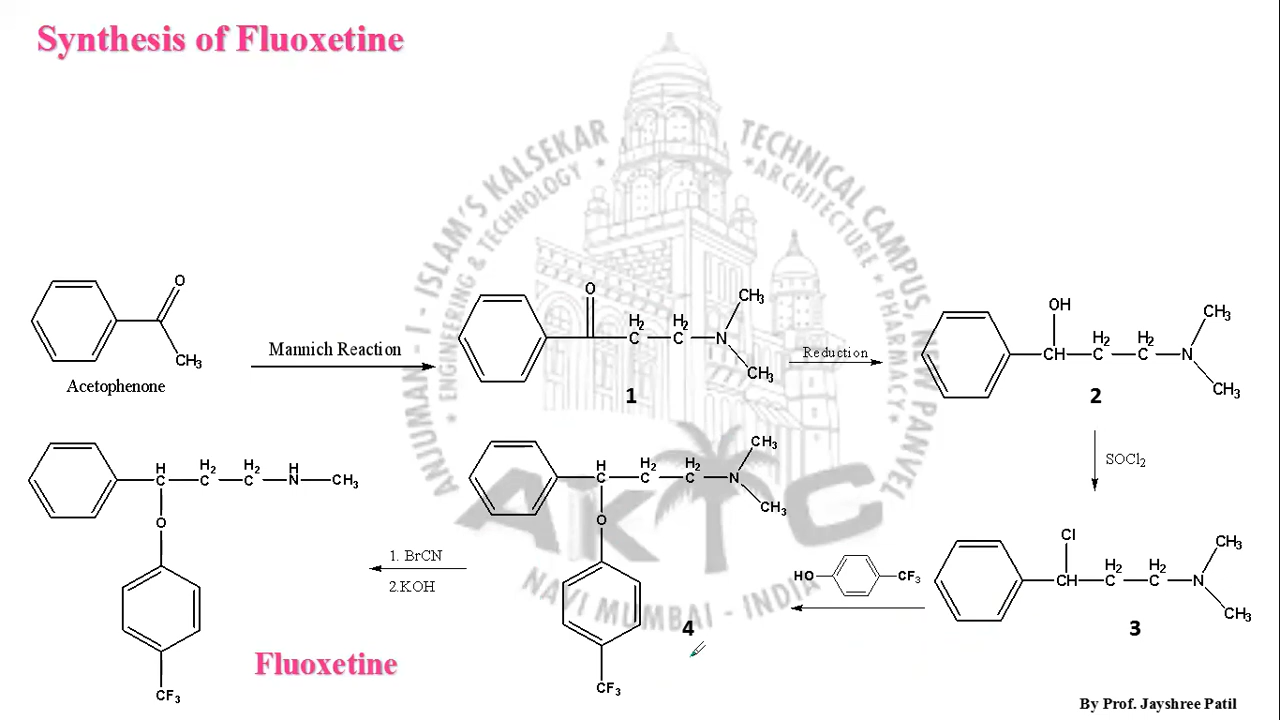 Synthesis of Fluoxetine
ANJUMAN-I-ISLAM'S KALSEKAR TECHNICAL CAMPUS, NEW PANVEL
* ENGINEERING & TECHNOLOGY * * ARCHITECTURE * PHARMACY *
AKTC
NAVI MUMBAI - INDIA
O
CH3
Acetophenone
Mannich Reaction
O
H2
H2
N
CH3
CH3
C
C
1
Reduction
OH
CH
H2
C
H2
C
N
CH3
CH3
2
SOCl2
Cl
CH
H2
C
H2
C
N
CH3
CH3
3
HO
CF3
H
C
H2
C
H2
C
N
CH3
CH3
O
CF3
4
1. BrCN
2.KOH
H
C
H2
C
H2
C
H
N
CH3
O
CF3
Fluoxetine
By Prof. Jayshree Patil